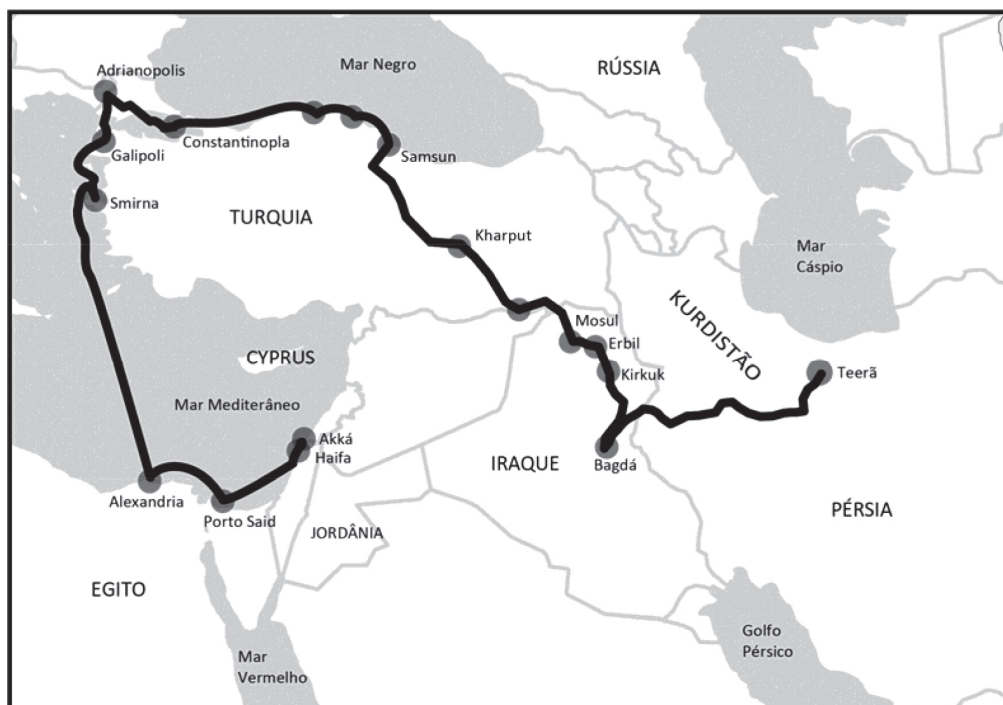 Mar Negro
RÚSSIA
Adrianopolis
Constantinopla
Galipoli
Samsun
Smirna
TURQUIA
Kharput
Mar
Cáspio
KURDISTÃO
Mosul
Erbil
Kirkuk
CYPRUS
Teerã
Mar Mediterâneo
Akká
Haifa
IRAQUE
Bagdá
Alexandria
Porto Said
PÉRSIA
JORDÂNIA
EGITO
Golfo
Pérsico
Mar
Vermelho